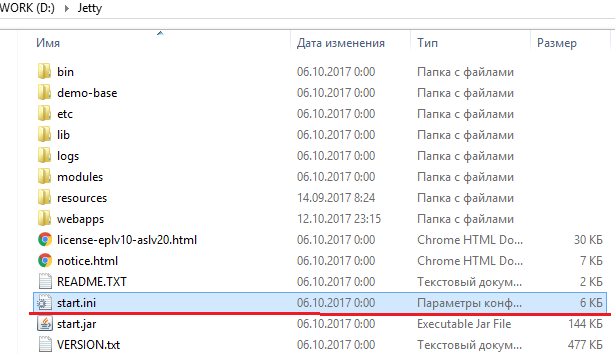 WORK (D:) Jetty
Имя Дата изменения Тип Размер
bin 06.10.2017 0:00 Папка с файлами
demo-base 06.10.2017 0:00 Папка с файлами
etc 06.10.2017 0:00 Папка с файлами
lib 06.10.2017 0:00 Папка с файлами
logs 06.10.2017 0:00 Папка с файлами
modules 06.10.2017 0:00 Папка с файлами
resources 14.09.2017 8:24 Папка с файлами
webapps 12.10.2017 23:15 Папка с файлами
license-eplv10-aslv20.html 06.10.2017 0:00 Chrome HTML Do... 30 КБ
notice.html 06.10.2017 0:00 Chrome HTML Do... 7 КБ
README.TXT 06.10.2017 0:00 Текстовый докум... 2 КБ
start.ini 06.10.2017 0:00 Параметры конф... 6 КБ
start.jar 06.10.2017 0:00 Executable Jar File 144 КБ
VERSION.txt 06.10.2017 0:00 Текстовый докум... 477 КБ